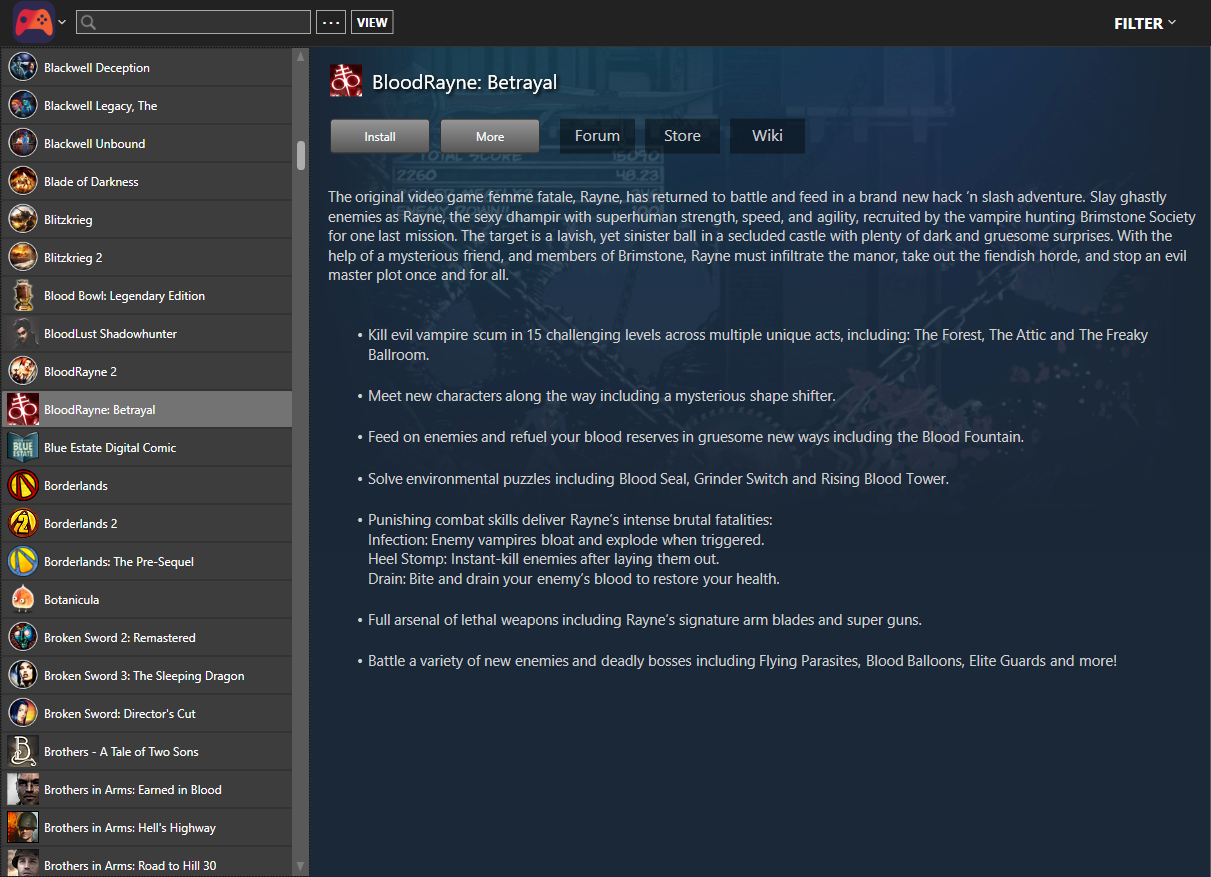 ... VIEW FILTER
Blackwell Deception
Blackwell Legacy, The
Blackwell Unbound
Blade of Darkness
Blitzkrieg
Blitzkrieg 2
Blood Bowl: Legendary Edition
BloodLust Shadowhunter
BloodRayne 2
BloodRayne: Betrayal
BLUE
ESTATE
Blue Estate Digital Comic
Borderlands
Borderlands 2
Borderlands: The Pre-Sequel
Botanicula
Broken Sword 2: Remastered
Broken Sword 3: The Sleeping Dragon
Broken Sword: Director's Cut
Brothers - A Tale of Two Sons
Brothers in Arms: Earned in Blood
Brothers in Arms: Hell's Highway
Brothers in Arms: Road to Hill 30
BloodRayne: Betrayal
Install More Forum Store Wiki
TOTAL SCORE 15090
2260 48.23
The original video game femme fatale, Rayne, has returned to battle and feed in a brand new hack ’n slash adventure. Slay ghastly
enemies as Rayne, the sexy dhampir with superhuman strength, speed, and agility, recruited by the vampire hunting Brimstone Society
for one last mission. The target is a lavish, yet sinister ball in a secluded castle with plenty of dark and gruesome surprises. With the
help of a mysterious friend, and members of Brimstone, Rayne must infiltrate the manor, take out the fiendish horde, and stop an evil
master plot once and for all.
• Kill evil vampire scum in 15 challenging levels across multiple unique acts, including: The Forest, The Attic and The Freaky
Ballroom.
• Meet new characters along the way including a mysterious shape shifter.
• Feed on enemies and refuel your blood reserves in gruesome new ways including the Blood Fountain.
• Solve environmental puzzles including Blood Seal, Grinder Switch and Rising Blood Tower.
• Punishing combat skills deliver Rayne’s intense brutal fatalities:
Infection: Enemy vampires bloat and explode when triggered.
Heel Stomp: Instant-kill enemies after laying them out.
Drain: Bite and drain your enemy’s blood to restore your health.
• Full arsenal of lethal weapons including Rayne’s signature arm blades and super guns.
• Battle a variety of new enemies and deadly bosses including Flying Parasites, Blood Balloons, Elite Guards and more!